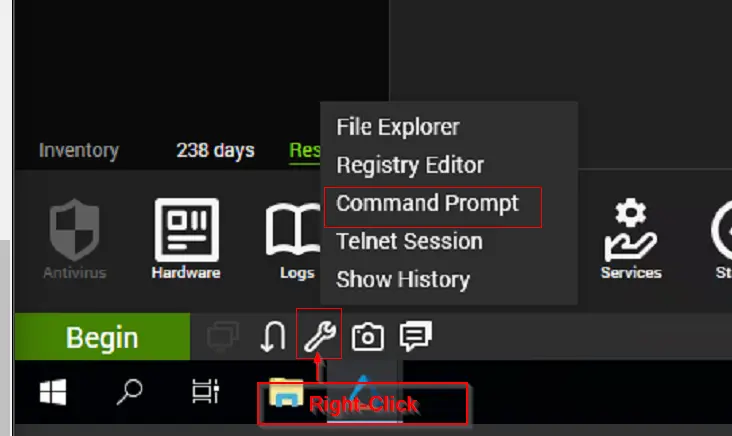 File Explorer
Inventory 238 days Res
Registry Editor
Command Prompt
Telnet Session
Show History
Antivirus Hardware Logs Services St
Begin
Right-Click